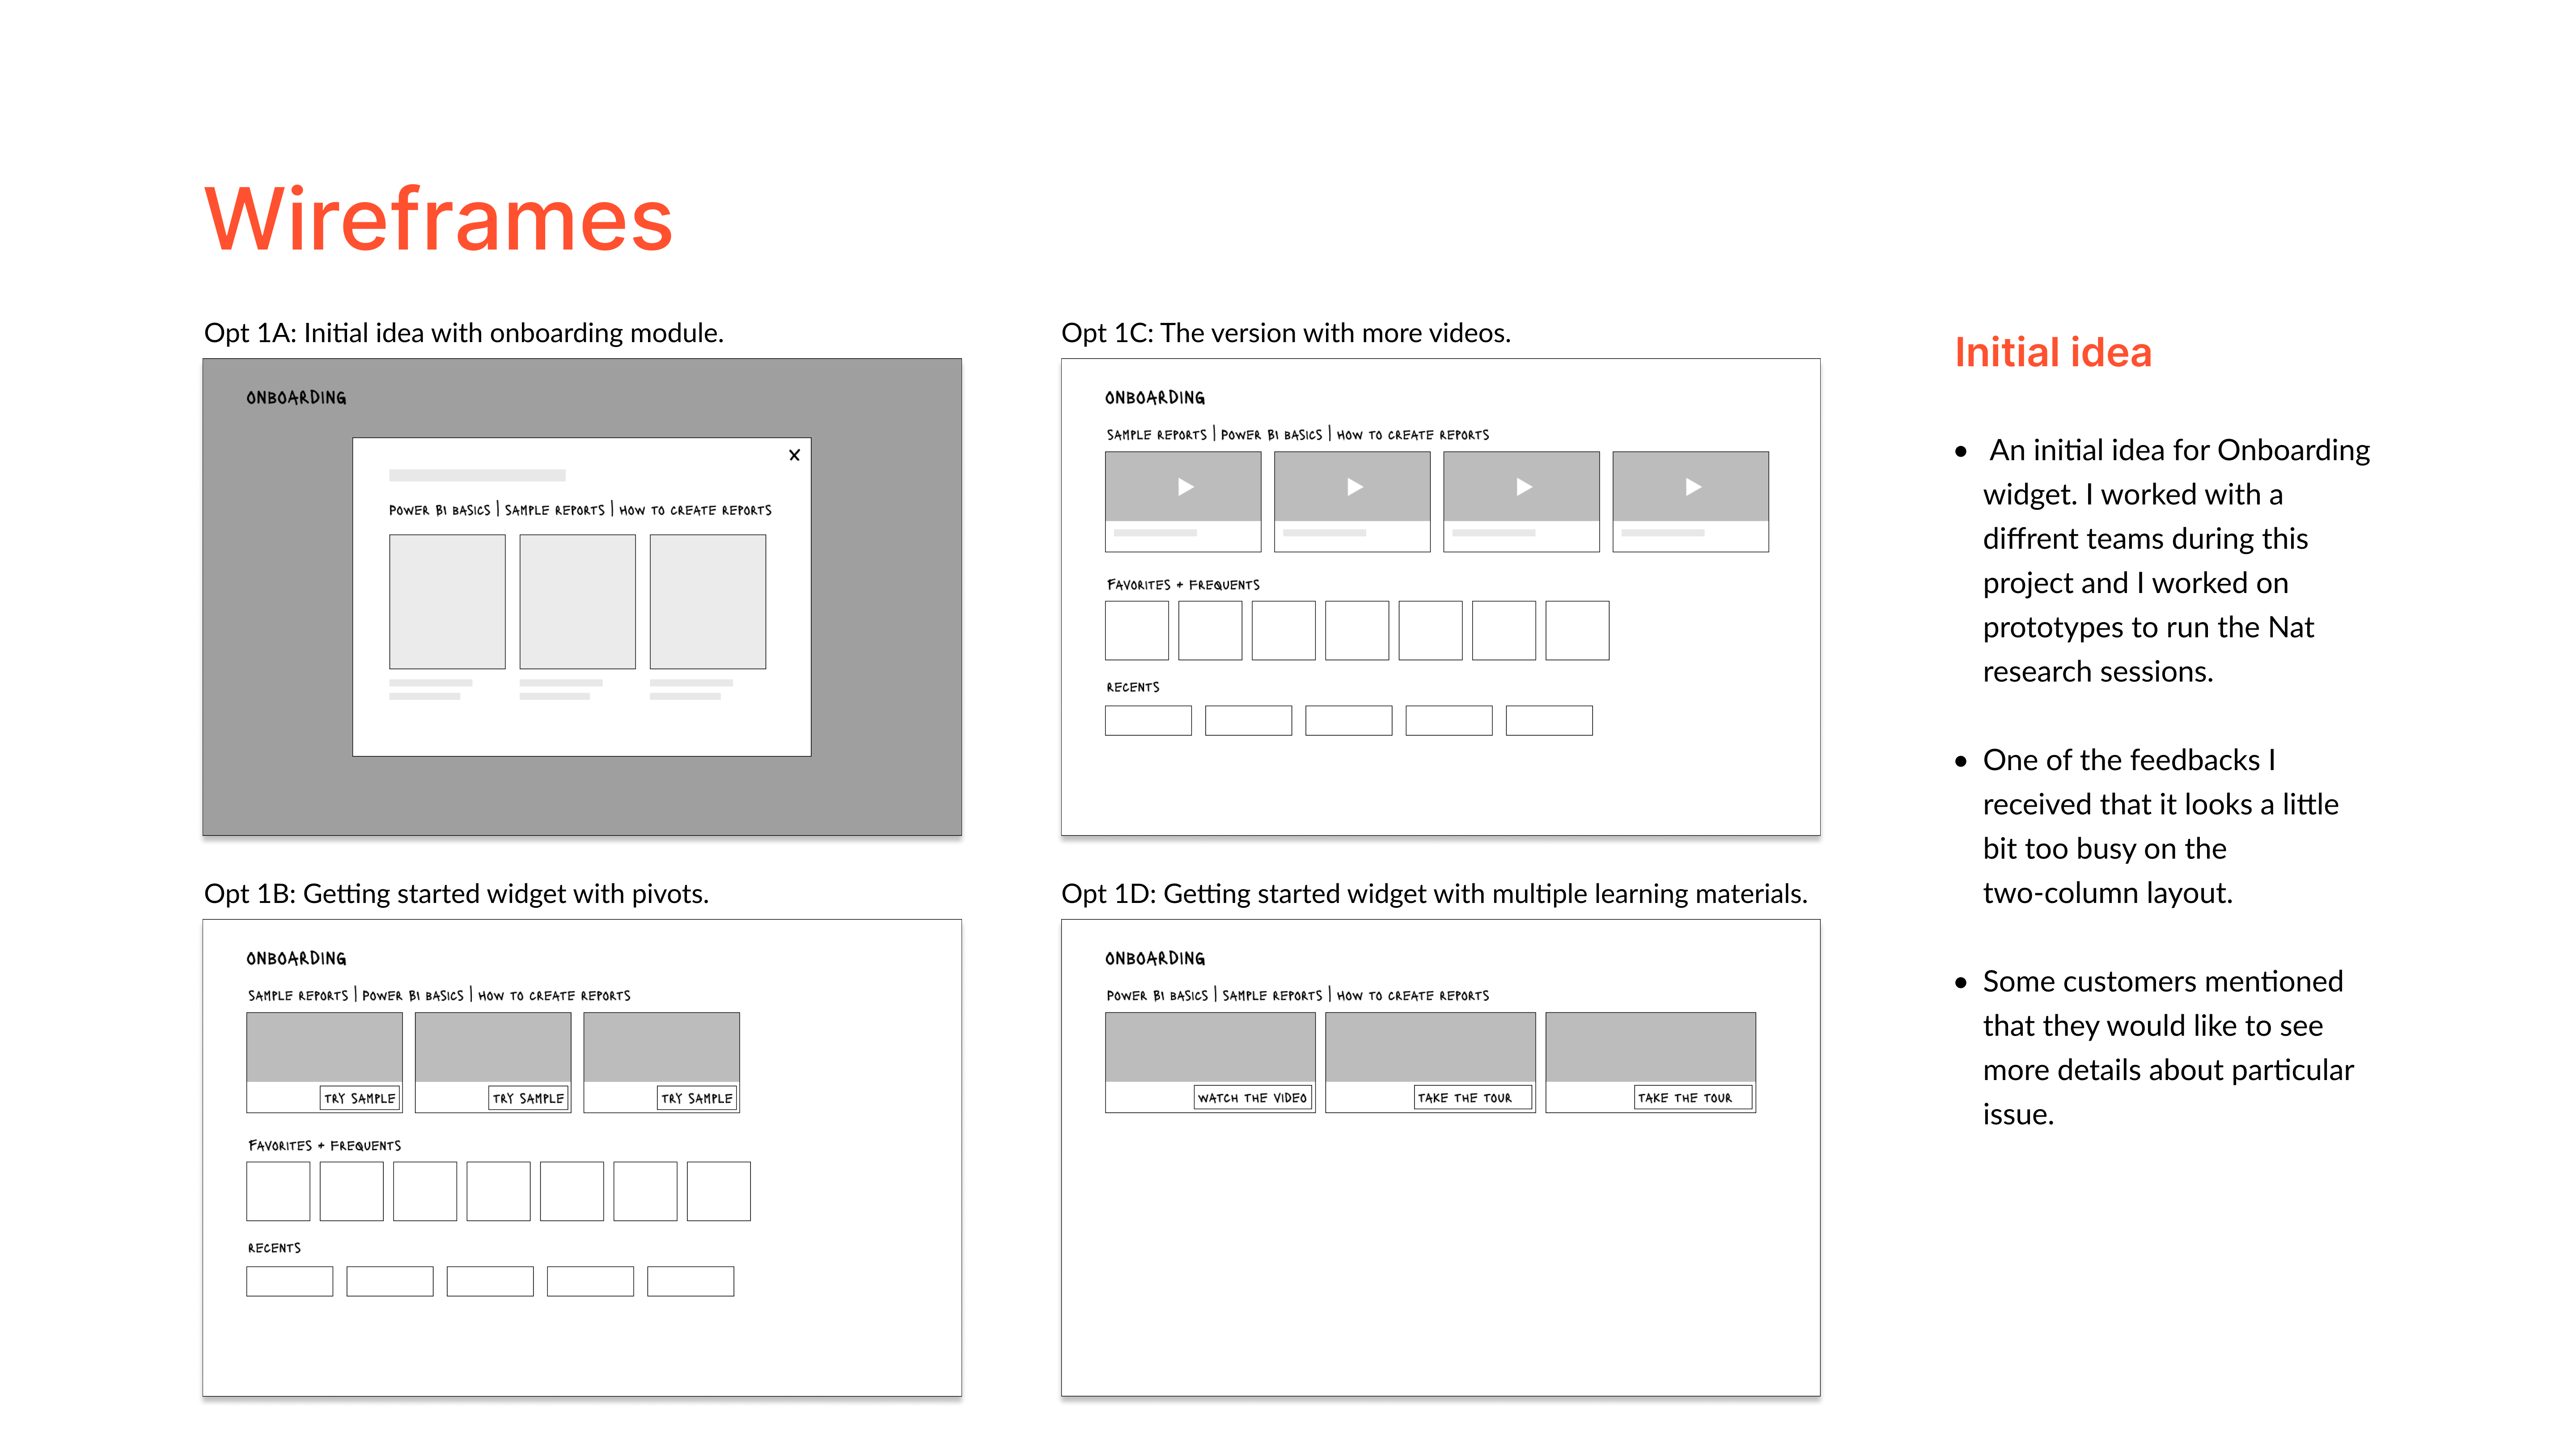 Wireframes
Opt 1A: Initial idea with onboarding module.
ONBOARDING
X
POWER BI BASICS | SAMPLE REPORTS | HOW TO CREATE REPORTS
Opt 1B: Getting started widget with pivots.
ONBOARDING
SAMPLE REPORTS | POWER BI BASICS | HOW TO CREATE REPORTS
TRY SAMPLE TRY SAMPLE TRY SAMPLE
FAVORITES + FREQUENTS
RECENTS
Opt 1C: The version with more videos.
ONBOARDING
SAMPLE REPORTS | POWER BI BASICS | HOW TO CREATE REPORTS
FAVORITES + FREQUENTS
RECENTS
Opt 1D: Getting started widget with multiple learning materials.
ONBOARDING
POWER BI BASICS | SAMPLE REPORTS | HOW TO CREATE REPORTS
WATCH THE VIDEO TAKE THE TOUR TAKE THE TOUR
Initial idea
• An initial idea for Onboarding
widget. I worked with a
diffrent teams during this
project and I worked on
prototypes to run the Nat
research sessions.
• One of the feedbacks I
received that it looks a little
bit too busy on the
two-column layout.
• Some customers mentioned
that they would like to see
more details about particular
issue.